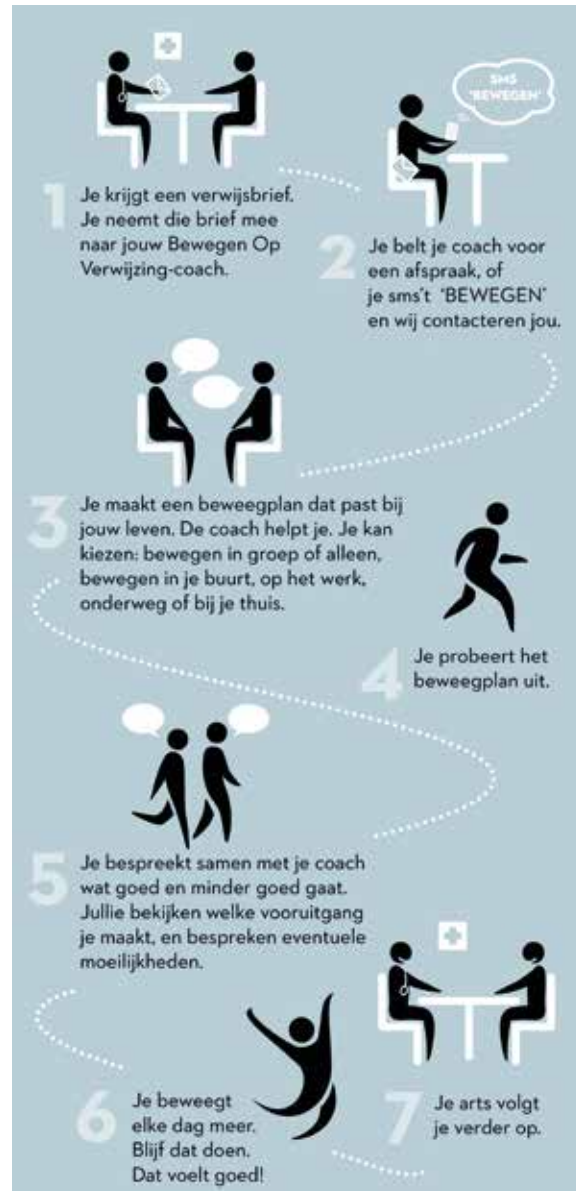 1
Je krijgt een verwijsbrief.
Je neemt die brief mee
naar jouw Bewegen Op
Verwijzing-coach.
SMS
'BEWEGEN'
2
Je belt je coach voor
een afspraak, of
je sms't 'BEWEGEN'
en wij contacteren jou.
3
Je maakt een beweegplan dat past bij
jouw leven. De coach helpt je. Je kan
kiezen: bewegen in groep of alleen,
bewegen in je buurt, op het werk,
onderweg of bij je thuis.
4
Je probeert het
beweegplan uit.
5
Je bespreekt samen met je coach
wat goed en minder goed gaat.
Jullie bekijken welke vooruitgang
je maakt, en bespreken eventuele
moeilijkheden.
6
Je beweegt
elke dag meer.
Blijf dat doen.
Dat voelt goed!
7
Je arts volgt
je verder op.